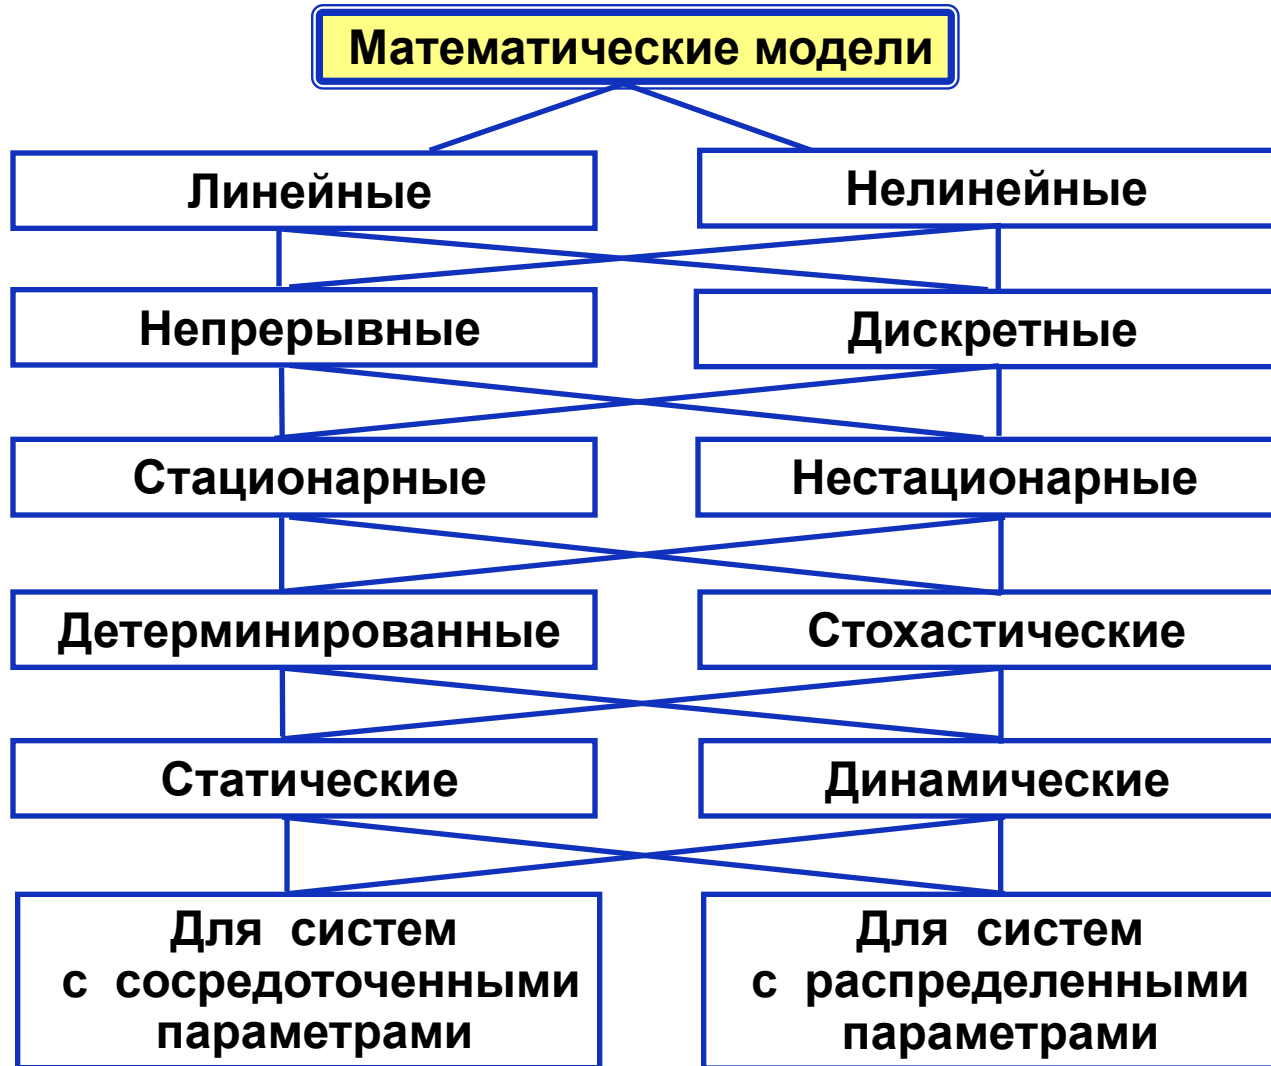 Математические модели
Линейные
Нелинейные
Непрерывные
Дискретные
Стационарные
Нестационарные
Детерминированные
Стохастические
Статические
Динамические
Для систем
с сосредоточенными
параметрами
Для систем
с распределенными
параметрами